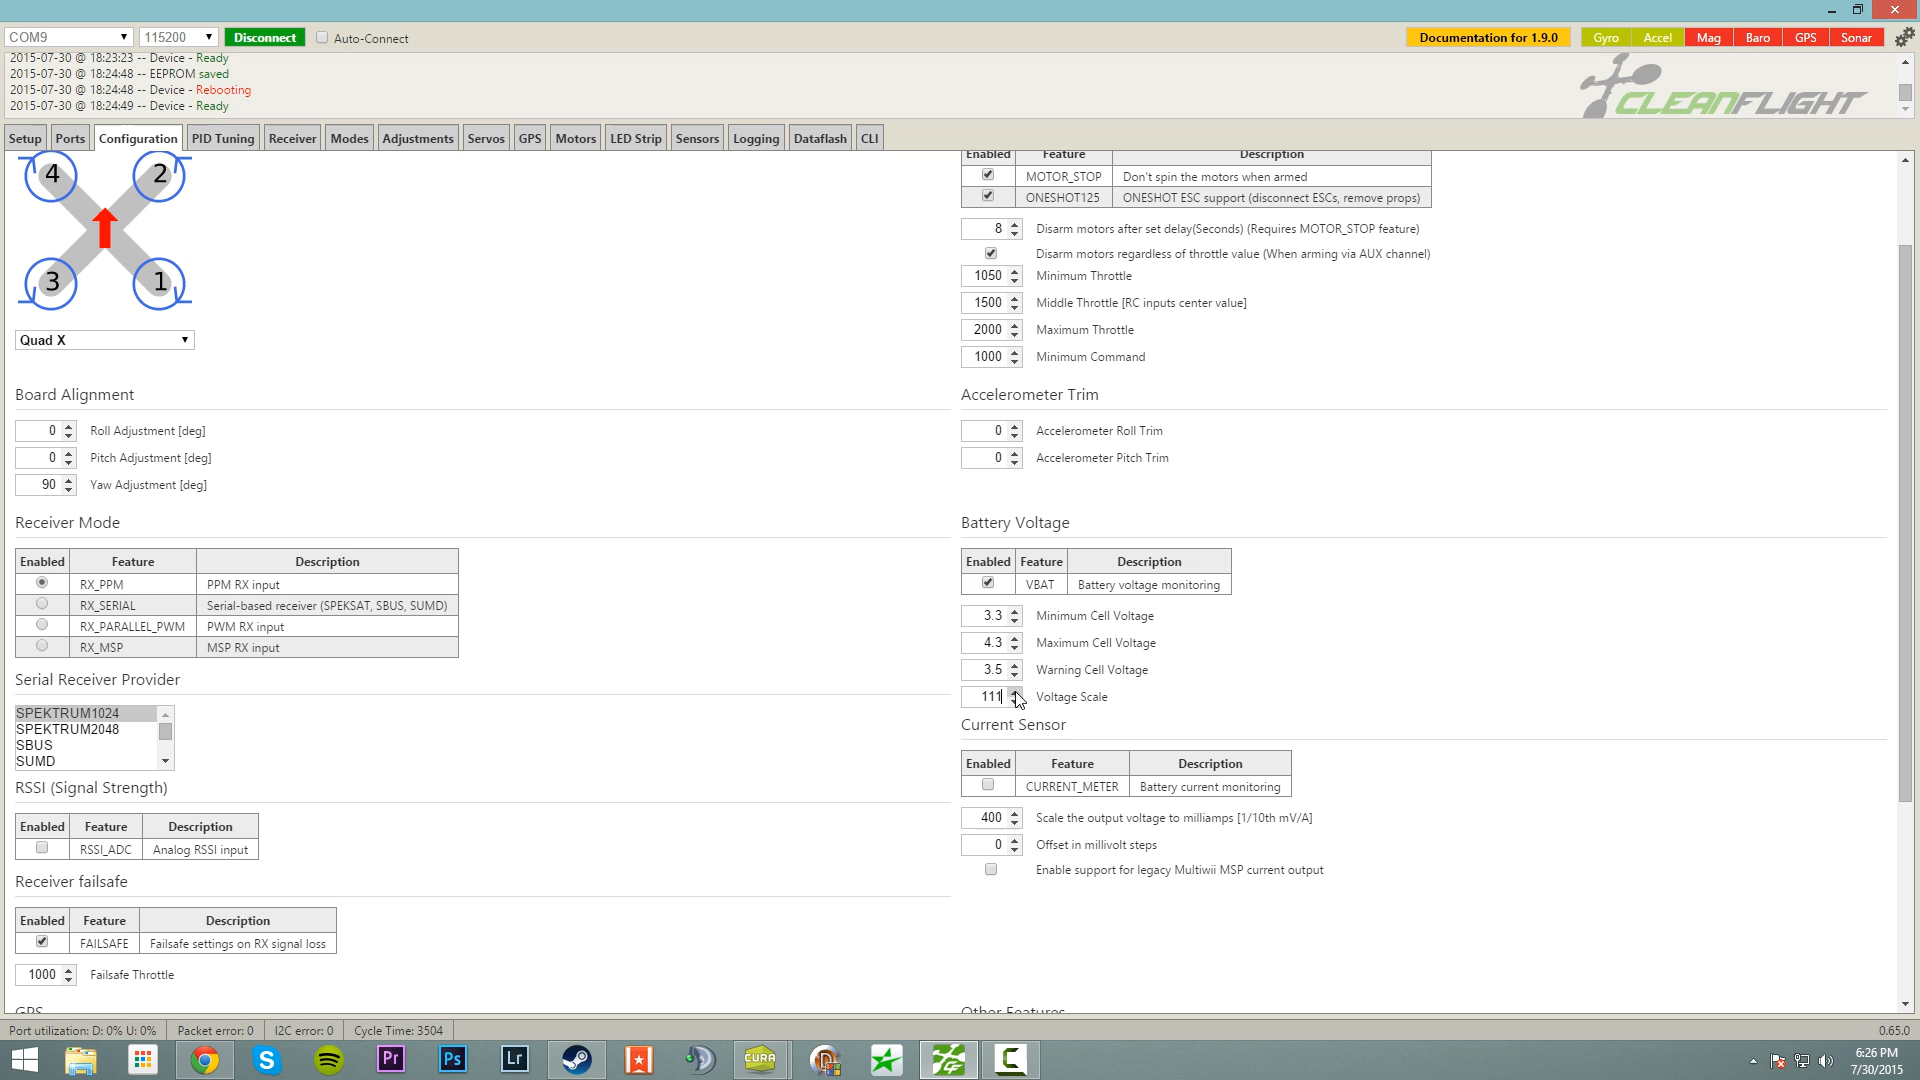 COM9 115200 Disconnect Auto-Connect Documentation for 1.9.0 Gyro Accel Mag Baro GPS Sonar
2015-07-30 @ 18:23:23 -- Device - Ready
2015-07-30 @ 18:24:48 -- EEPROM saved
2015-07-30 @ 18:24:48 -- Device - Rebooting
2015-07-30 @ 18:24:49 -- Device - Ready
CLEANFLIGHT
Setup Ports Configuration PID Tuning Receiver Modes Adjustments Servos GPS Motors LED Strip Sensors Logging Dataflash CLI
4 2
3 1
Quad X
Enabled Feature Description
MOTOR_STOP Don't spin the motors when armed
ONESHOT125 ONESHOT ESC support (disconnect ESCs, remove props)
8 Disarm motors after set delay(Seconds) (Requires MOTOR_STOP feature)
Disarm motors regardless of throttle value (When arming via AUX channel)
1050 Minimum Throttle
1500 Middle Throttle [RC inputs center value]
2000 Maximum Throttle
1000 Minimum Command
Board Alignment
0 Roll Adjustment [deg]
0 Pitch Adjustment [deg]
90 Yaw Adjustment [deg]
Accelerometer Trim
0 Accelerometer Roll Trim
0 Accelerometer Pitch Trim
Receiver Mode
Enabled Feature Description
RX_PPM PPM RX input
RX_SERIAL Serial-based receiver (SPEKSAT, SBUS, SUMD)
RX_PARALLEL_PWM PWM RX input
RX_MSP MSP RX input
Serial Receiver Provider
SPEKTRUM1024
SPEKTRUM2048
SBUS
SUMD
RSSI (Signal Strength)
Enabled Feature Description
RSSI_ADC Analog RSSI input
Receiver failsafe
Enabled Feature Description
FAILSAFE Failsafe settings on RX signal loss
1000 Failsafe Throttle
GPS
Battery Voltage
Enabled Feature Description
VBAT Battery voltage monitoring
3.3 Minimum Cell Voltage
4.3 Maximum Cell Voltage
3.5 Warning Cell Voltage
111 Voltage Scale
Current Sensor
Enabled Feature Description
CURRENT_METER Battery current monitoring
400 Scale the output voltage to milliamps [1/10th mV/A]
0 Offset in millivolt steps
Enable support for legacy Multiwii MSP current output
Other Features
Port utilization: D: 0% U: 0% Packet error: 0 I2C error: 0 Cycle Time: 3504 0.65.0
Pr Ps Lr CURA
6:26 PM
7/30/2015